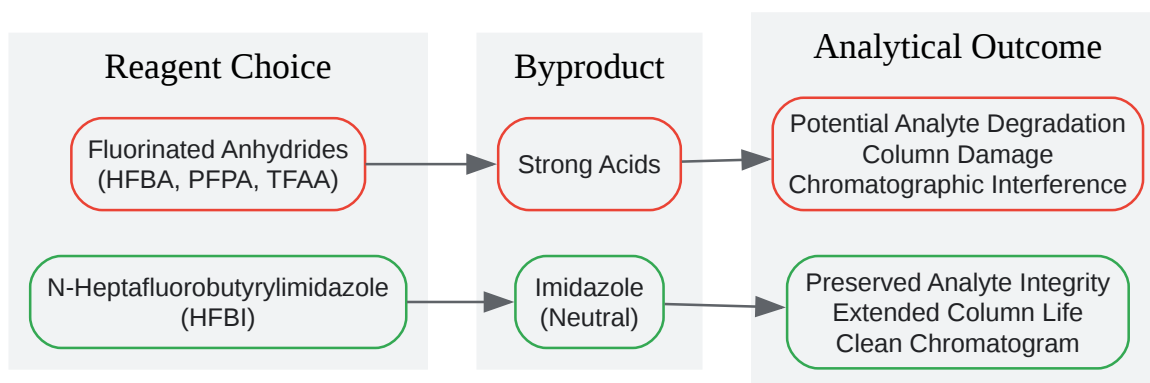 Reagent Choice
Fluorinated Anhydrides
(HFBA, PFPA, TFAA)
N-Heptafluorobutyrylimidazole
(HFBI)
Byproduct
Strong Acids
Imidazole
(Neutral)
Analytical Outcome
Potential Analyte Degradation
Column Damage
Chromatographic Interference
Preserved Analyte Integrity
Extended Column Life
Clean Chromatogram